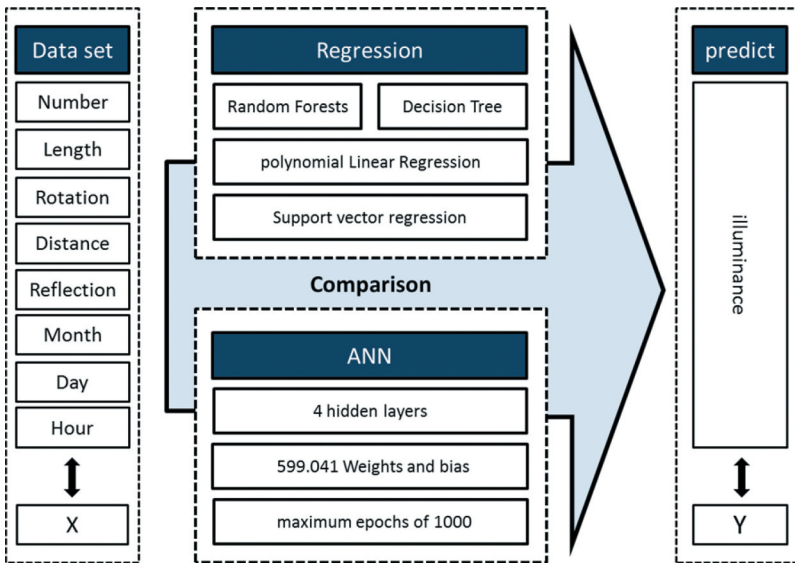 Data set
Number
Length
Rotation
Distance
Reflection
Month
Day
Hour
X
Regression
Random Forests
Decision Tree
polynomial Linear Regression
Support vector regression
Comparison
ANN
4 hidden layers
599.041 Weights and bias
maximum epochs of 1000
predict
illuminance
Y